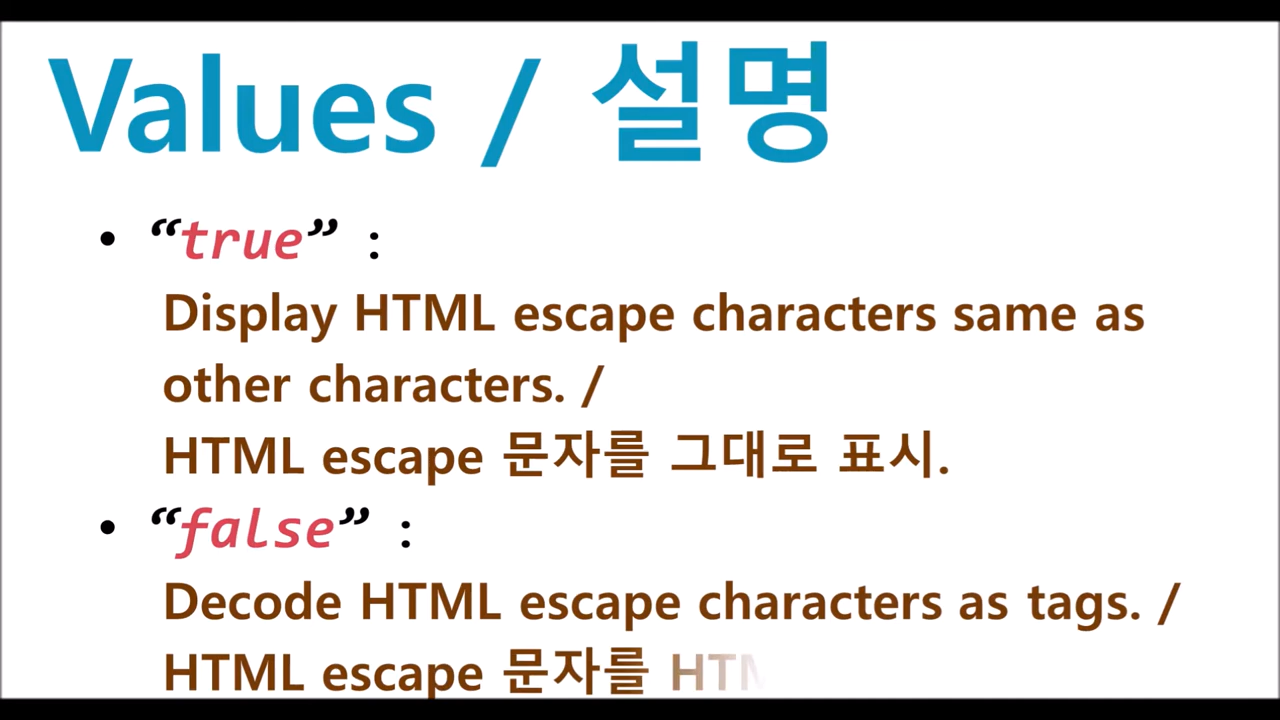 Values / 설명
• “true” :
Display HTML escape characters same as
other characters. /
HTML escape 문자를 그대로 표시.
• “false” :
Decode HTML escape characters as tags. /
HTML escape 문자를